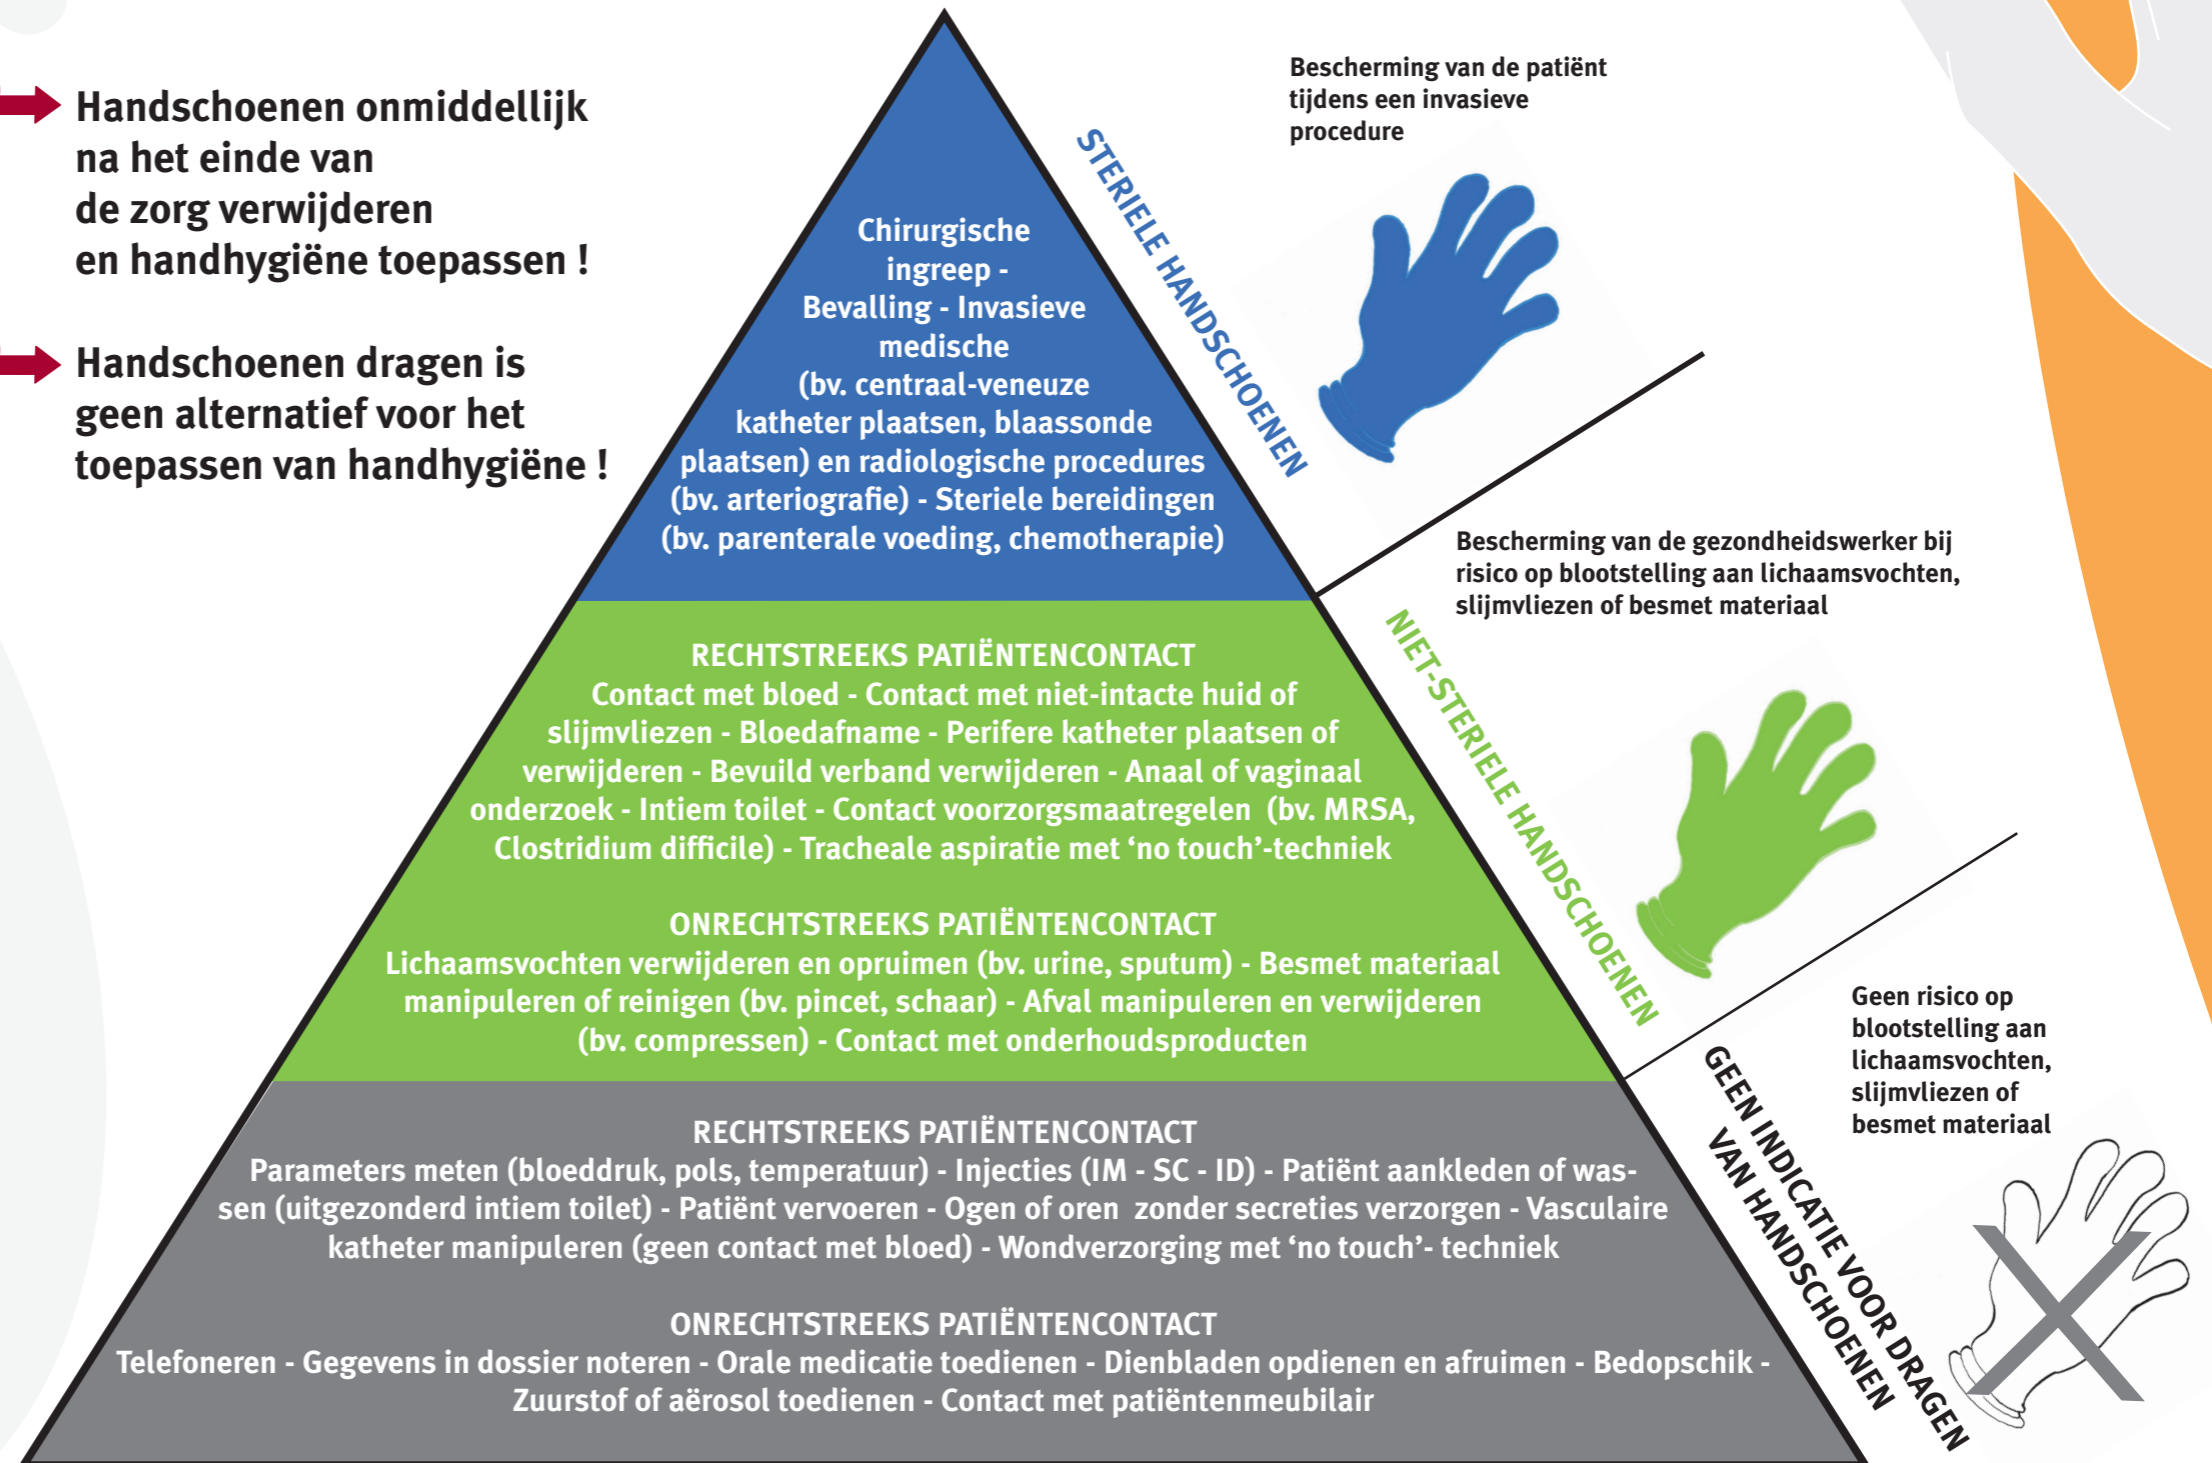 Handschoenen onmiddellijk
na het einde van
de zorg verwijderen
en handhygiëne toepassen !
Handschoenen dragen is
geen alternatief voor het
toepassen van handhygiëne !
Chirurgische
ingreep -
Bevalling - Invasieve
medische
(bv. centraal-veneuze
katheter plaatsen, blaassonde
plaatsen) en radiologische procedures
(bv. arteriografie) - Steriele bereidingen
(bv. parenterale voeding, chemotherapie)
STERIELE HANDSCHOENEN
Bescherming van de patiënt
tijdens een invasieve
procedure
RECHTSTREEKS PATIËNTENCONTACT
Contact met bloed - Contact met niet-intacte huid of
slijmvliezen - Bloedafname - Perifere katheter plaatsen of
verwijderen - Bevuild verband verwijderen - Anaal of vaginaal
onderzoek - Intiem toilet - Contact voorzorgsmaatregelen (bv. MRSA,
Clostridium difficile) - Tracheale aspiratie met ‘no touch’-techniek
ONRECHTSTREEKS PATIËNTENCONTACT
Lichaamsvochten verwijderen en opruimen (bv. urine, sputum) - Besmet materiaal
manipuleren of reinigen (bv. pincet, schaar) - Afval manipuleren en verwijderen
(bv. compressen) - Contact met onderhoudsproducten
NIET-STERIELE HANDSCHOENEN
Bescherming van de gezondheidswerker bij
risico op blootstelling aan lichaamsvochten,
slijmvliezen of besmet materiaal
RECHTSTREEKS PATIËNTENCONTACT
Parameters meten (bloeddruk, pols, temperatuur) - Injecties (IM - SC - ID) - Patiënt aankleden of was-
sen (uitgezonderd intiem toilet) - Patiënt vervoeren - Ogen of oren zonder secreties verzorgen - Vasculaire
katheter manipuleren (geen contact met bloed) - Wondverzorging met ‘no touch’- techniek
ONRECHTSTREEKS PATIËNTENCONTACT
Telefoneren - Gegevens in dossier noteren - Orale medicatie toedienen - Dienbladen opdienen en afruimen - Bedopschik -
Zuurstof of aërosol toedienen - Contact met patiëntenmeubilair
GEEN INDICATIE VOOR DRAGEN
VAN HANDSCHOENEN
Geen risico op
blootstelling aan
lichaamsvochten,
slijmvliezen of
besmet materiaal